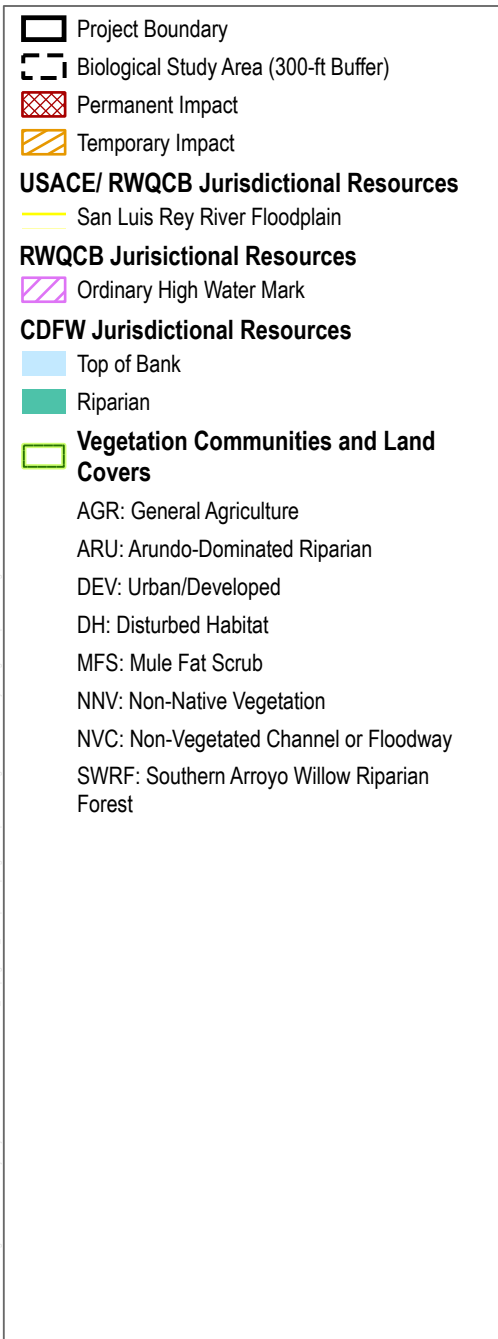 Project Boundary
Biological Study Area (300-ft Buffer)
Permanent Impact
Temporary Impact
USACE/ RWQCB Jurisdictional Resources
San Luis Rey River Floodplain
RWQCB Jurisictional Resources
Ordinary High Water Mark
CDFW Jurisdictional Resources
Top of Bank
Riparian
Vegetation Communities and Land
Covers
AGR: General Agriculture
ARU: Arundo-Dominated Riparian
DEV: Urban/Developed
DH: Disturbed Habitat
MFS: Mule Fat Scrub
NNV: Non-Native Vegetation
NVC: Non-Vegetated Channel or Floodway
SWRF: Southern Arroyo Willow Riparian
Forest